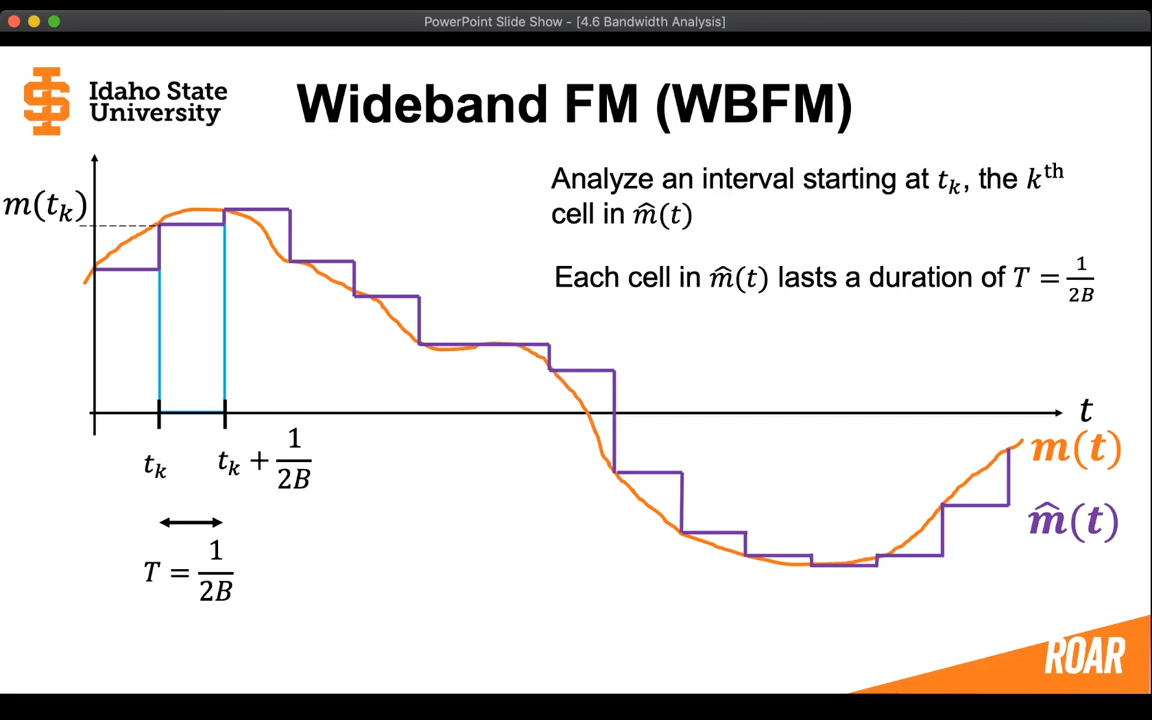 PowerPoint Slide Show - [4.6 Bandwidth Analysis]
Idaho State
University
Wideband FM (WBFM)
Analyze an interval starting at t_k, the k^th
cell in m̂(t)
Each cell in m̂(t) lasts a duration of T = 1/2B
m(t_k)
t
m(t)
m̂(t)
t_k
t_k + 1/2B
T = 1/2B
ROAR